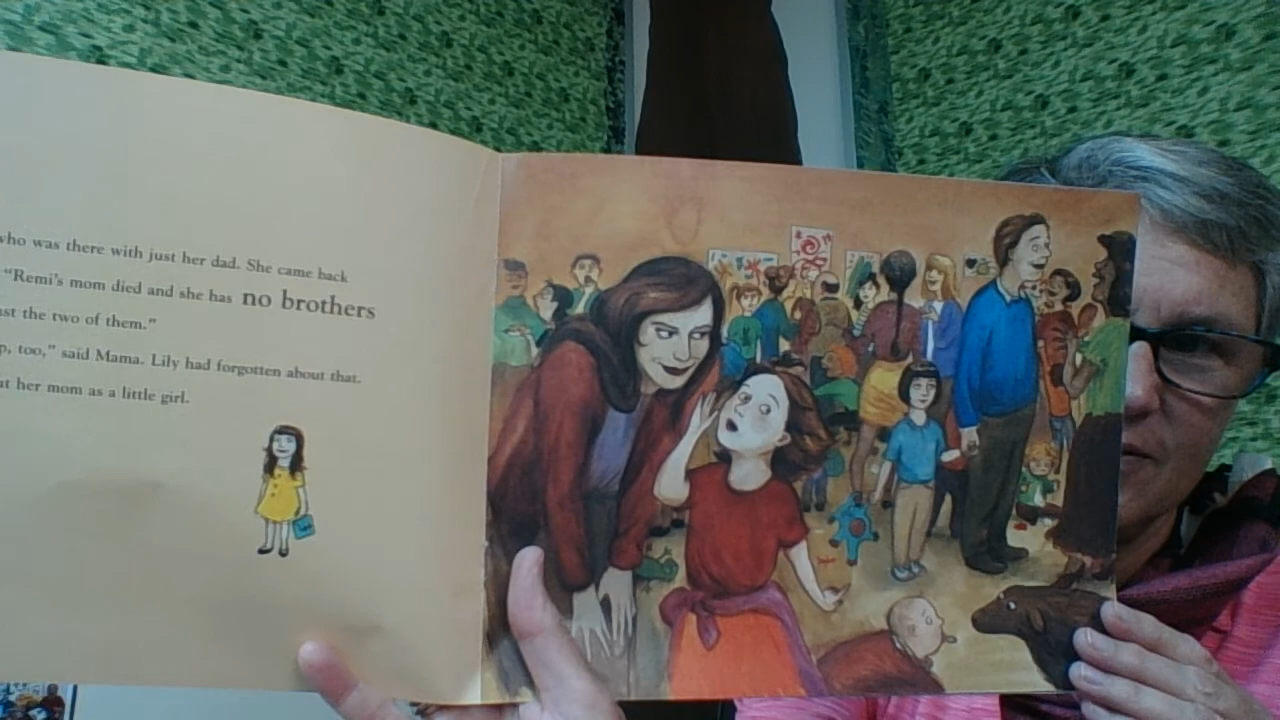 who was there with just her dad. She came back
“Remi’s mom died and she has no brothers
the two of them.”
too,” said Mama. Lily had forgotten about that.
her mom as a little girl.